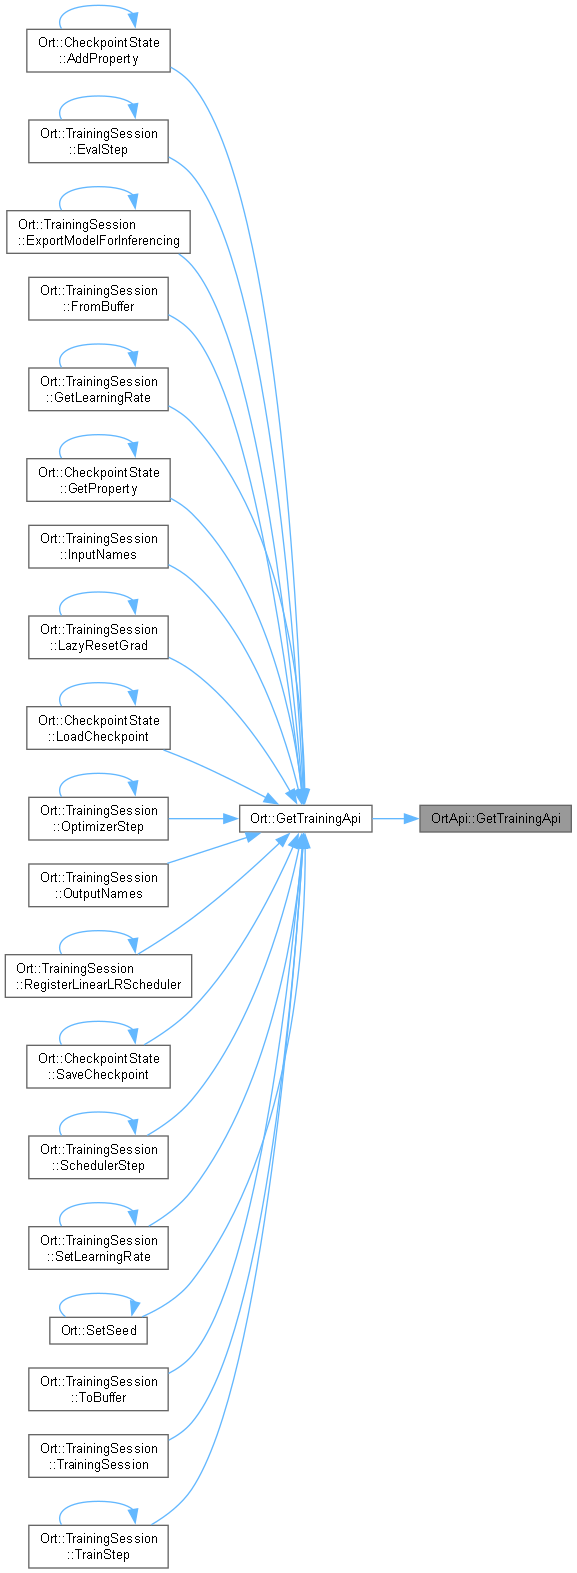 Ort::CheckpointState
::AddProperty
Ort::TrainingSession
::EvalStep
Ort::TrainingSession
::ExportModelForInferencing
Ort::TrainingSession
::FromBuffer
Ort::TrainingSession
::GetLearningRate
Ort::CheckpointState
::GetProperty
Ort::TrainingSession
::InputNames
Ort::TrainingSession
::LazyResetGrad
Ort::CheckpointState
::LoadCheckpoint
Ort::TrainingSession
::OptimizerStep
Ort::GetTrainingApi
OrtApi::GetTrainingApi
Ort::TrainingSession
::OutputNames
Ort::TrainingSession
::RegisterLinearLRScheduler
Ort::CheckpointState
::SaveCheckpoint
Ort::TrainingSession
::SchedulerStep
Ort::TrainingSession
::SetLearningRate
Ort::SetSeed
Ort::TrainingSession
::ToBuffer
Ort::TrainingSession
::TrainingSession
Ort::TrainingSession
::TrainStep